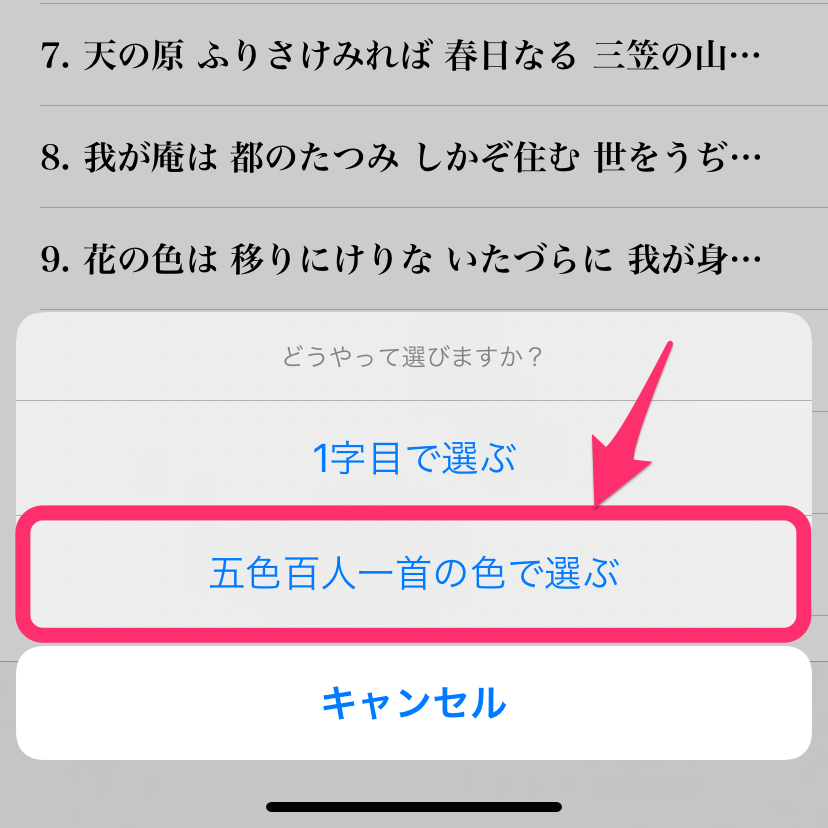 7. 天の原 ふりさけみれば 春日なる 三笠の山…
8. 我が庵は 都のたつみ しかぞ住む 世をうぢ…
9. 花の色は 移りにけりな いたづらに 我が身…
どうやって選びますか？
1字目で選ぶ
五色百人一首の色で選ぶ
キャンセル